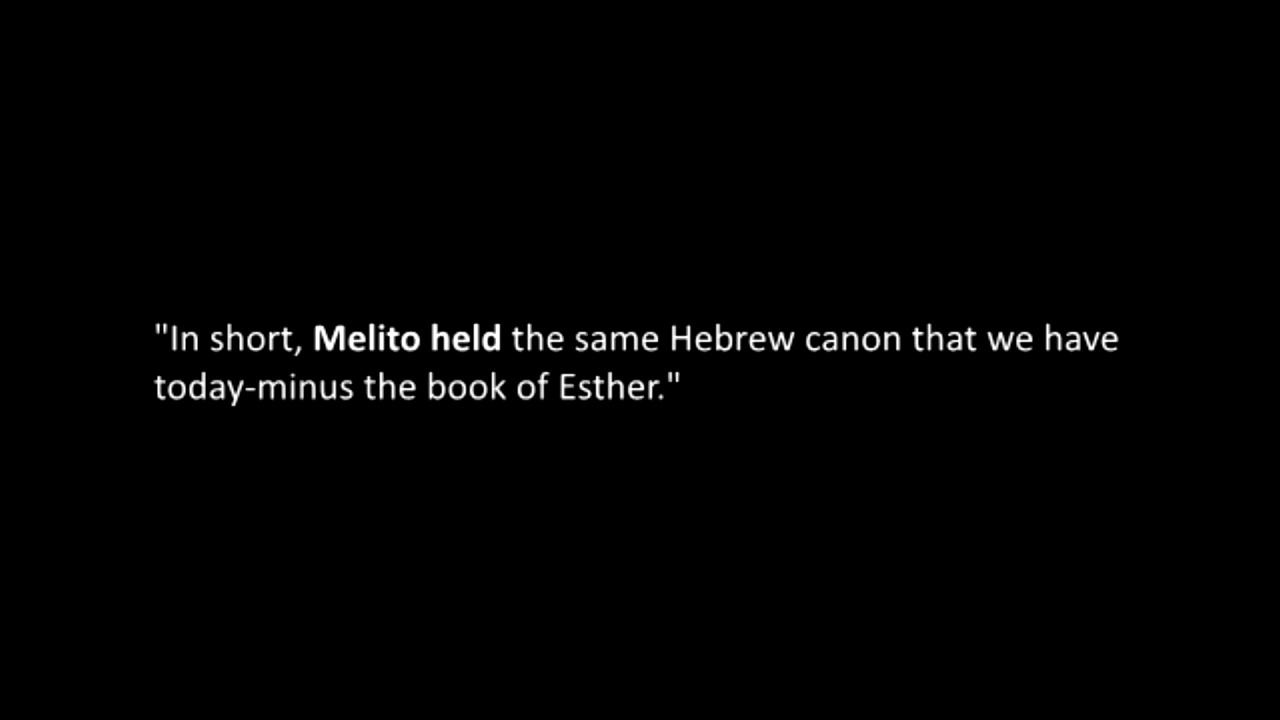 "In short, Melito held the same Hebrew canon that we have
today-minus the book of Esther."